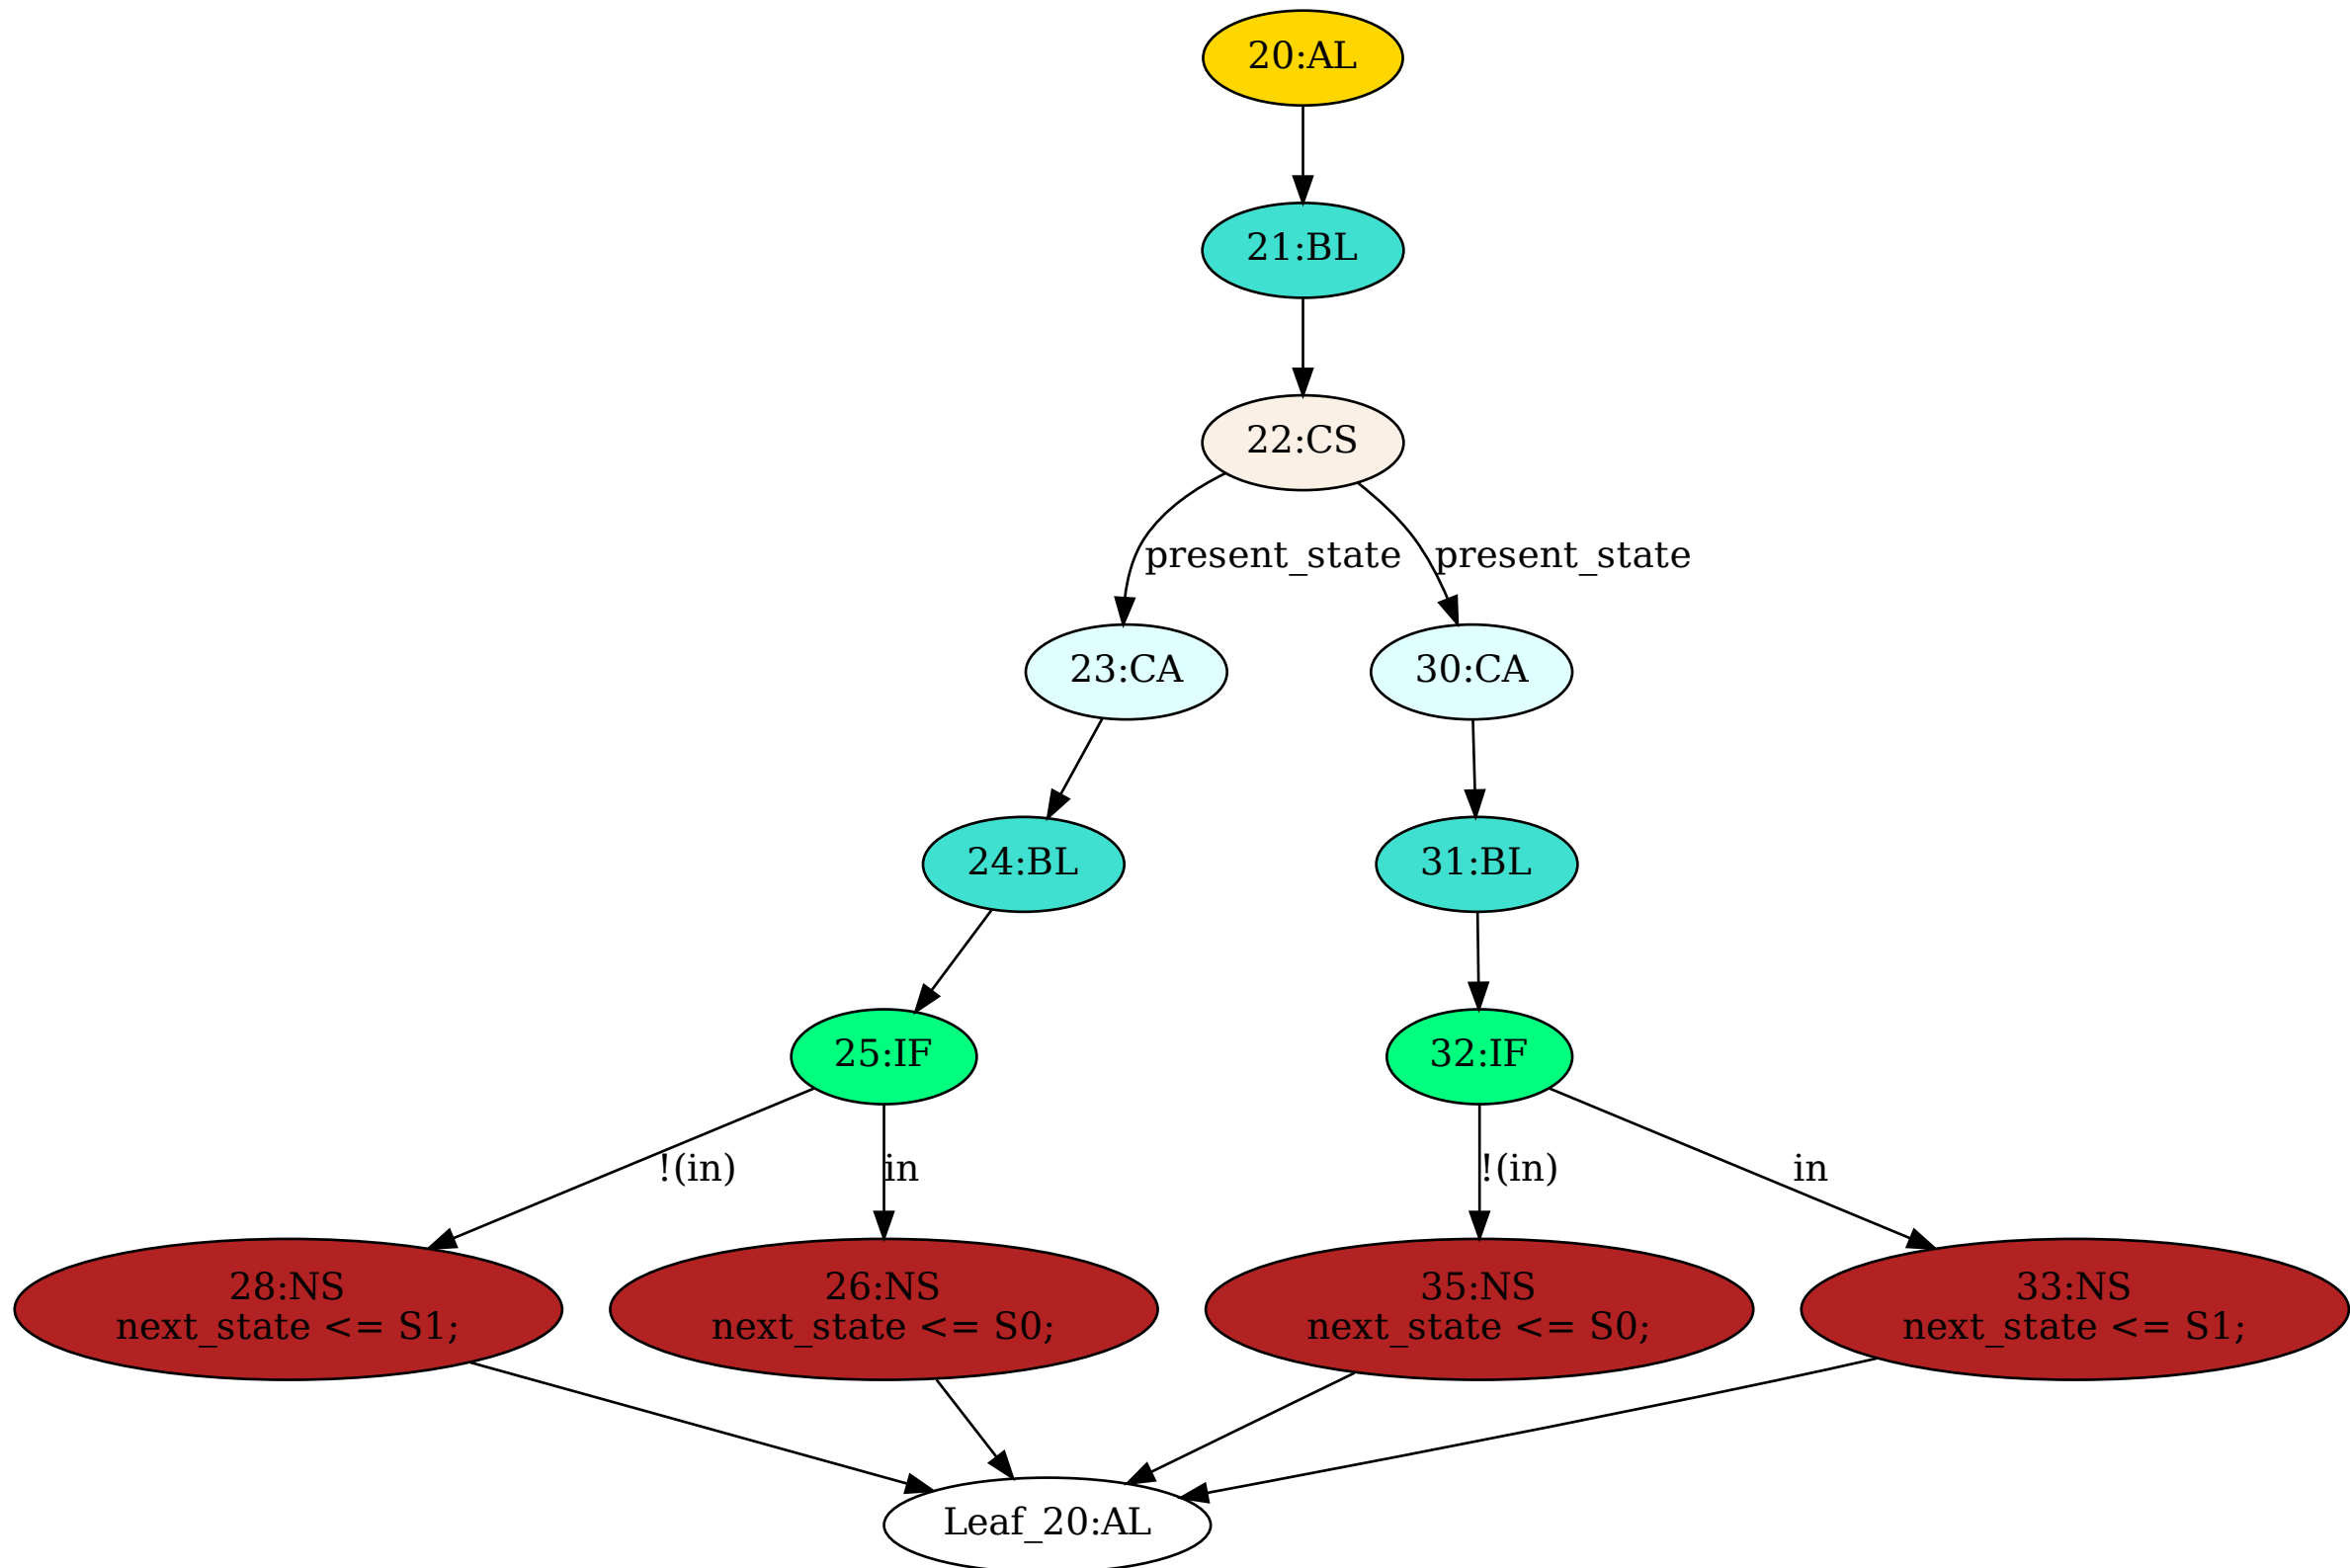 20:AL
21:BL
22:CS
present_state
present_state
23:CA
30:CA
24:BL
31:BL
25:IF
32:IF
!(in)
in
!(in)
in
28:NS
next_state <= S1;
26:NS
next_state <= S0;
35:NS
next_state <= S0;
33:NS
next_state <= S1;
Leaf_20:AL